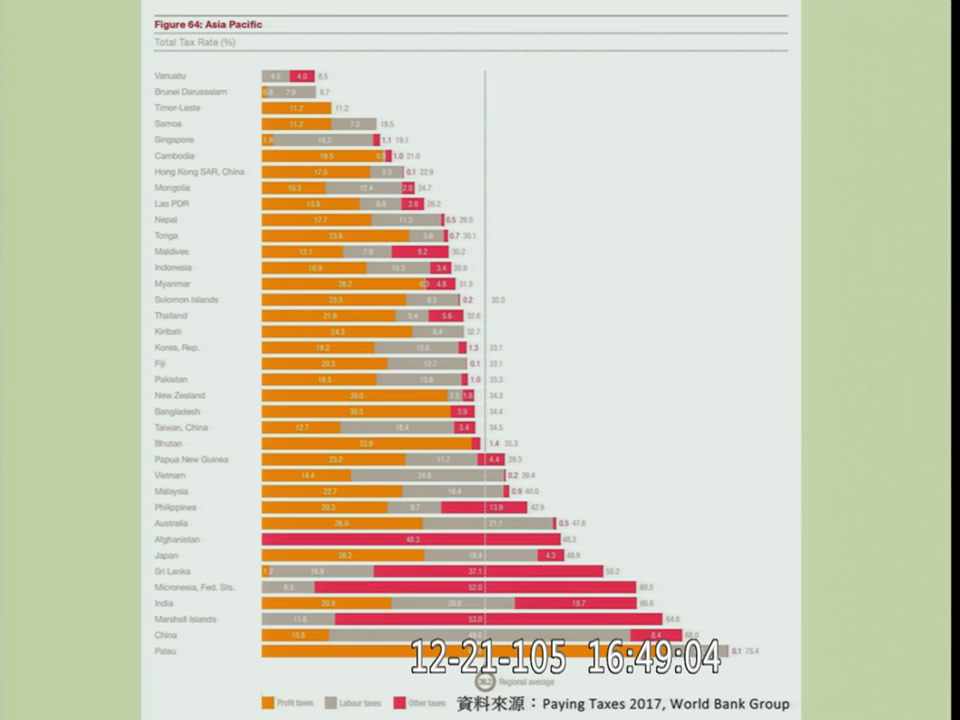 Figure 64: Asia Pacific
Total Tax Rate (%)
Vanuatu 4.5 4.0 8.5
Brunei Darussalam 0.8 7.9 8.7
Timor-Leste 11.2 11.2
Samoa 11.2 7.3 18.5
Singapore 1.8 16.2 1.1 19.1
Cambodia 19.5 0.5 1.0 21.0
Hong Kong SAR, China 17.5 5.3 0.1 22.9
Mongolia 10.3 12.4 2.0 24.7
Lao PDR 15.8 6.8 3.6 26.2
Nepal 17.7 11.3 0.5 29.5
Tonga 23.8 5.6 0.7 30.1
Maldives 13.1 7.9 9.2 30.2
Indonesia 16.9 10.3 3.4 30.6
Myanmar 26.2 0.3 4.8 31.3
Solomon Islands 23.3 8.5 0.2 32.0
Thailand 21.6 5.4 5.6 32.6
Kiribati 24.3 8.4 32.7
Korea, Rep. 18.2 13.6 1.3 33.1
Fiji 20.3 12.7 0.1 33.1
Pakistan 18.5 13.8 1.0 33.3
New Zealand 30.0 2.5 1.8 34.3
Bangladesh 30.5 3.9 34.4
Taiwan, China 12.7 18.4 3.4 34.5
Bhutan 33.9 1.4 35.3
Papua New Guinea 23.2 11.7 4.4 39.3
Vietnam 14.4 24.8 0.2 39.4
Malaysia 22.7 16.4 0.9 40.0
Philippines 20.3 8.7 13.9 42.9
Australia 26.0 21.1 0.5 47.6
Afghanistan 48.3 48.3
Japan 26.2 18.4 4.3 48.9
Sri Lanka 1.2 16.9 37.1 55.2
Micronesia, Fed. Sts. 8.5 52.0 60.5
India 20.9 20.0 19.7 60.6
Marshall Islands 11.8 53.0 64.8
China 10.8 8.4
Palau 0.1 75.4
12-21-105 16:49:04
36.2 Regional average
Profit taxes Labour taxes Other taxes 資料來源：Paying Taxes 2017, World Bank Group